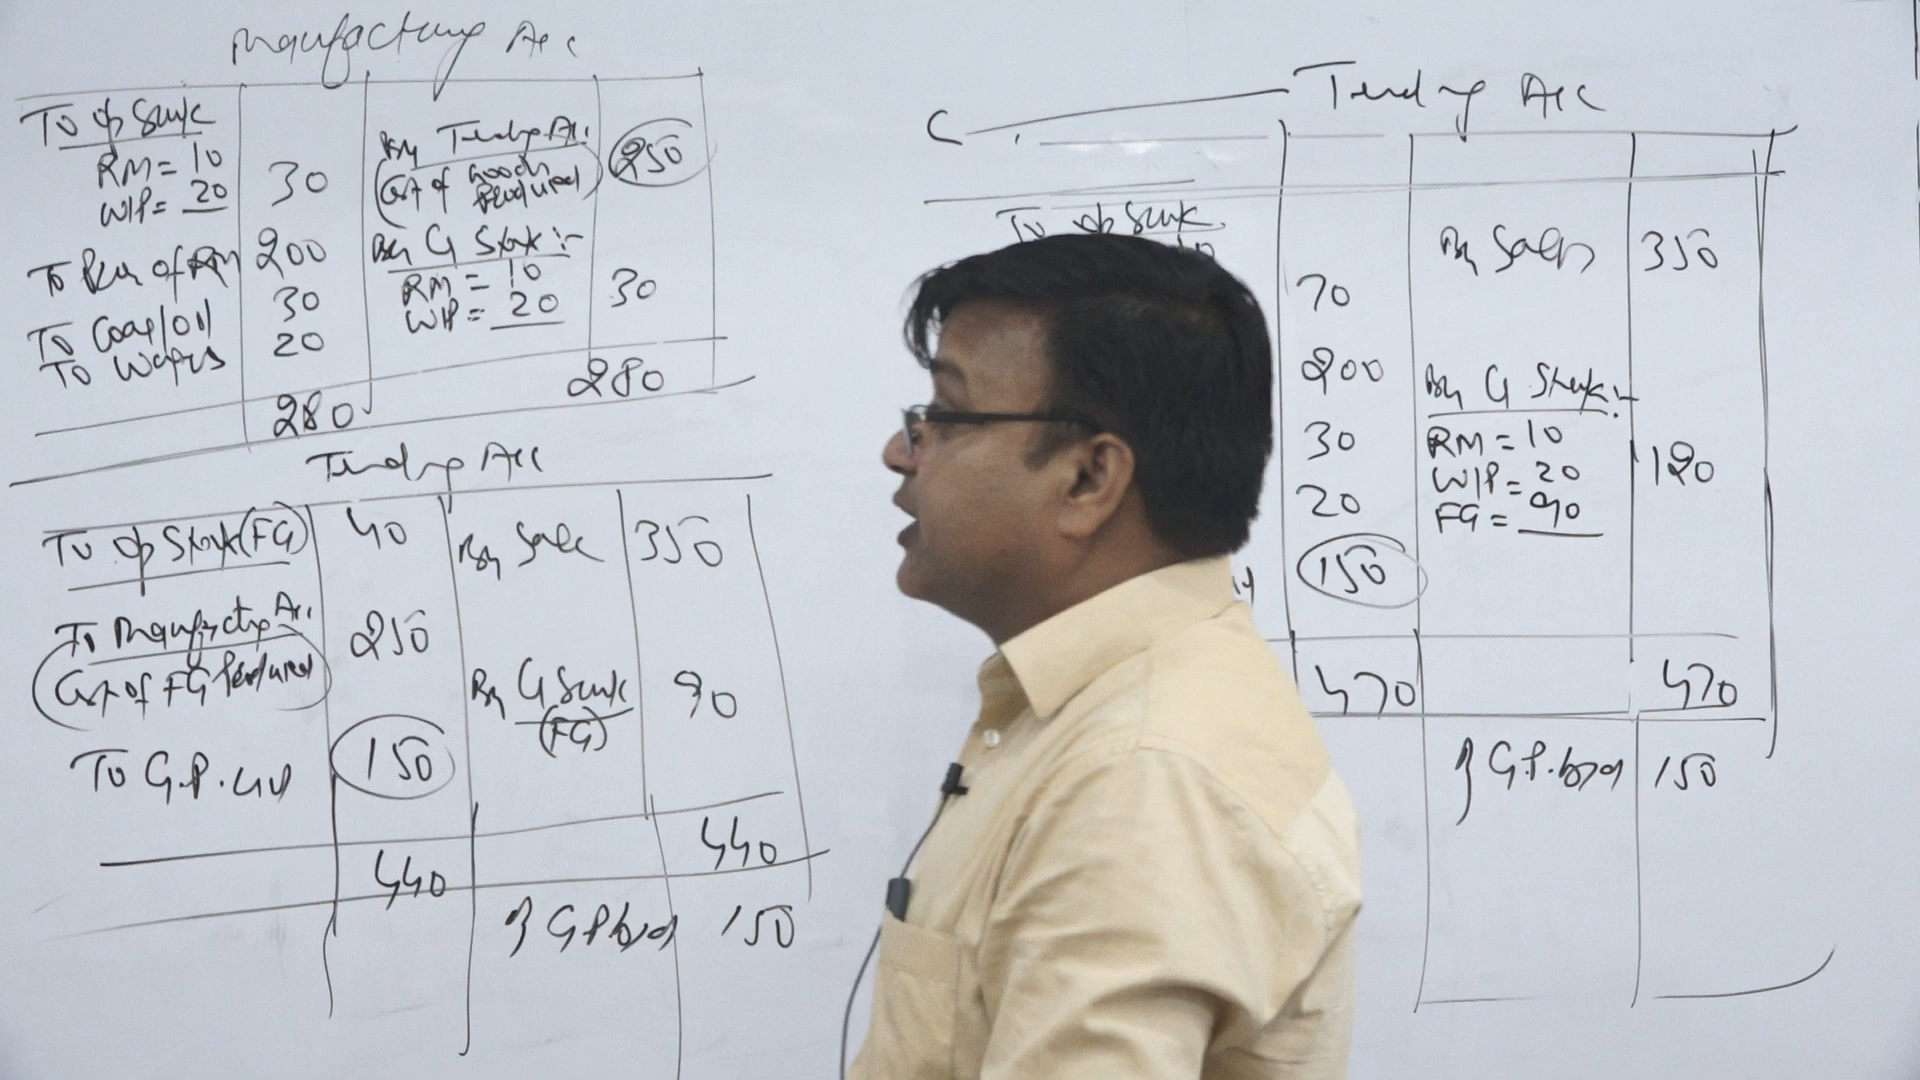 Manufacturing A/c
To Op Stock
RM = 10
WIP = 20
30
To Pur of RM 200
To Coal/oil 30
To Wages 20
280
By Trading A/c.
(Cost of Goods
Produced)
250
By Cl Stock :-
RM = 10
WIP = 20
30
280
Trading A/c
To Op Stock (FG) 40
To Manufacturing A/c.
(Cost of FG Produced)
250
To G.P. c/d 150
440
By Sale 350
By Cl Stock
(FG)
90
440
By G.P b/d 150
Trading A/c
To Op Stock
70
200
30
20
150
470
By Sales 350
By Cl Stock :-
RM = 10
WIP = 20
FG = 90
120
470
By G.P. b/d 150